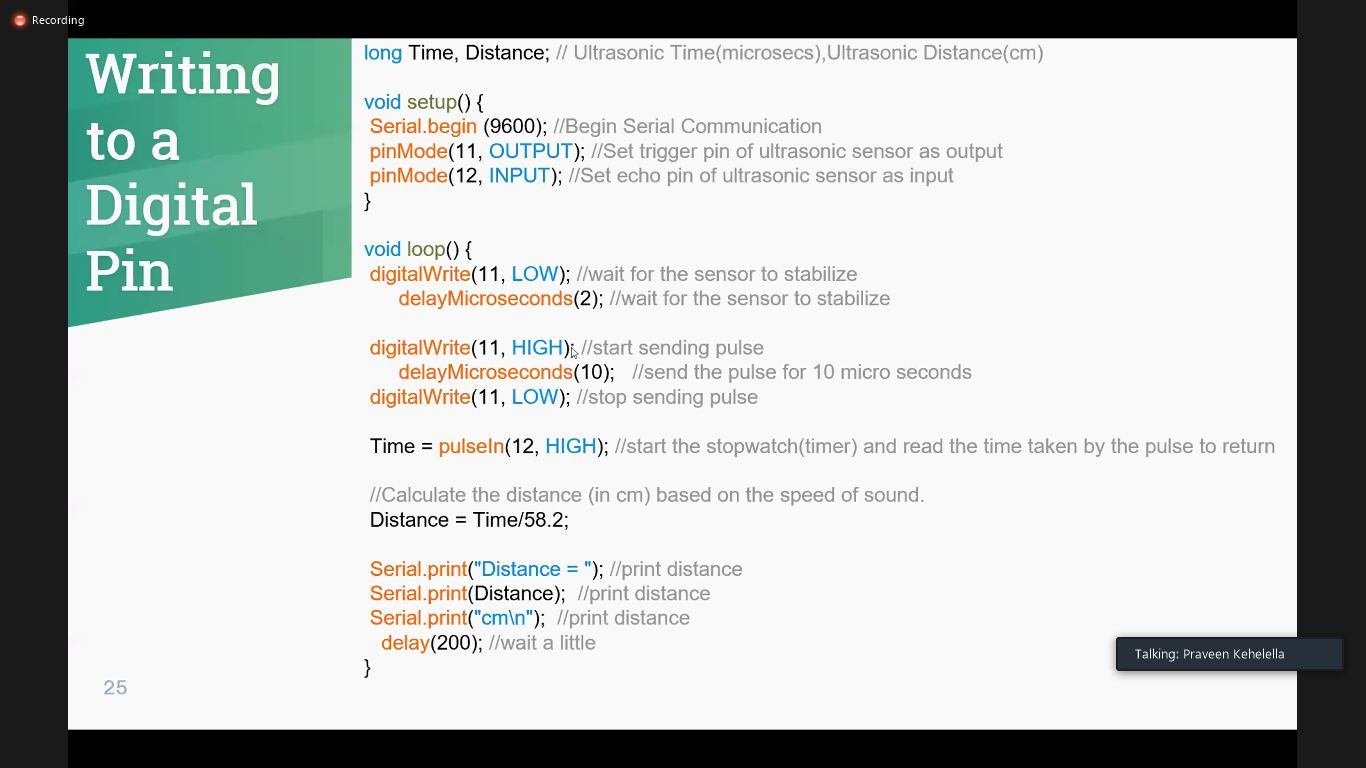 Recording
Writing
to a
Digital
Pin
long Time, Distance; // Ultrasonic Time(microsecs),Ultrasonic Distance(cm)
void setup() {
Serial.begin (9600); //Begin Serial Communication
pinMode(11, OUTPUT); //Set trigger pin of ultrasonic sensor as output
pinMode(12, INPUT); //Set echo pin of ultrasonic sensor as input
}
void loop() {
digitalWrite(11, LOW); //wait for the sensor to stabilize
delayMicroseconds(2); //wait for the sensor to stabilize
digitalWrite(11, HIGH); //start sending pulse
delayMicroseconds(10); //send the pulse for 10 micro seconds
digitalWrite(11, LOW); //stop sending pulse
Time = pulseIn(12, HIGH); //start the stopwatch(timer) and read the time taken by the pulse to return
//Calculate the distance (in cm) based on the speed of sound.
Distance = Time/58.2;
Serial.print("Distance = "); //print distance
Serial.print(Distance); //print distance
Serial.print("cm\n"); //print distance
delay(200); //wait a little
}
Talking: Praveen Kehelella
25